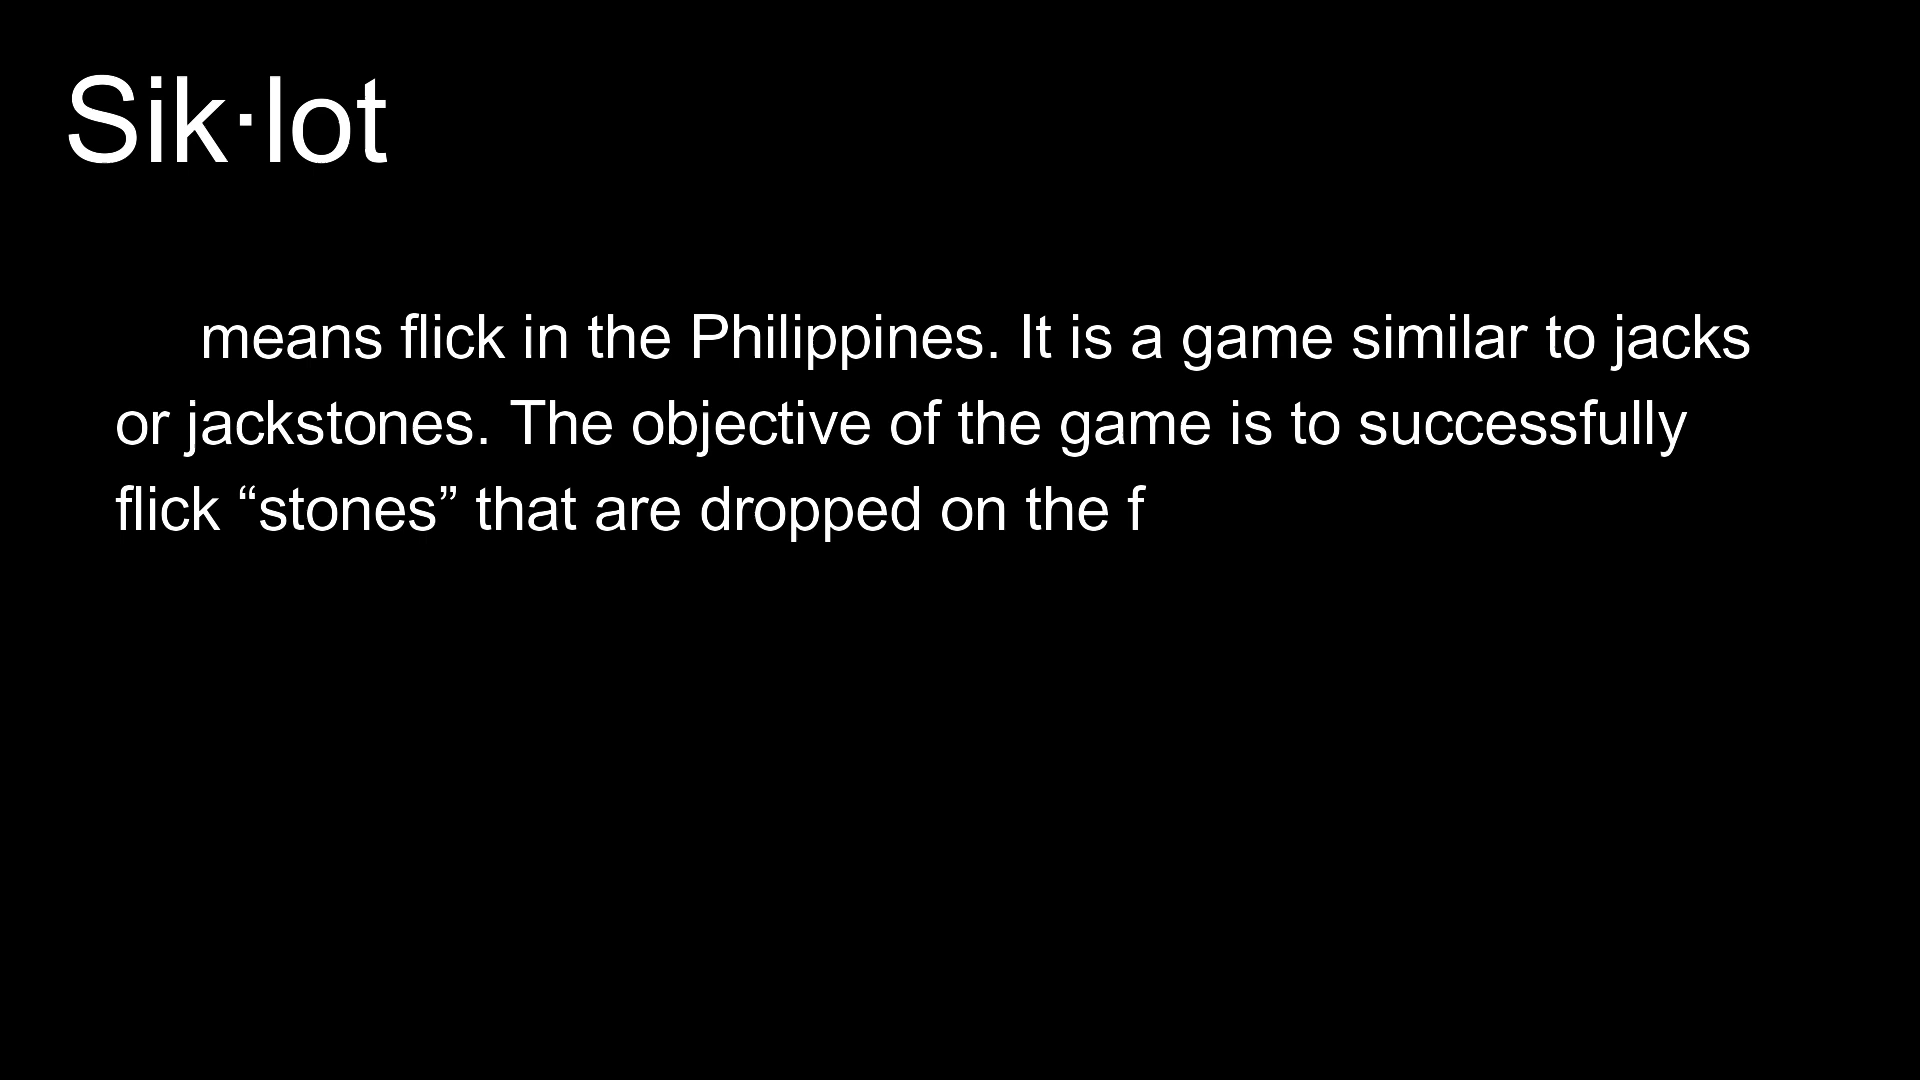 Sik·lot
means flick in the Philippines. It is a game similar to jacks
or jackstones. The objective of the game is to successfully
flick “stones” that are dropped on the f